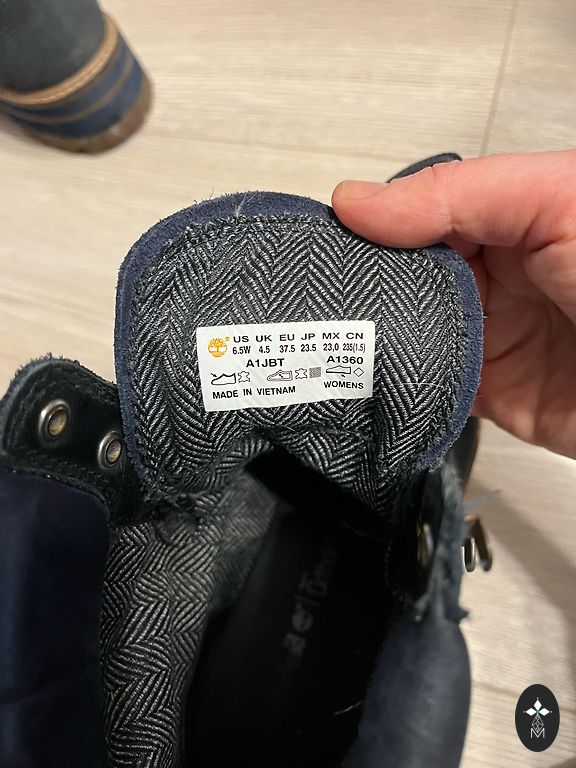 US UK EU JP MX CN
6.5W 4.5 37.5 23.5 23,0 235(1.5)
A1JBT A1360
MADE IN VIETNAM WOMENS
M